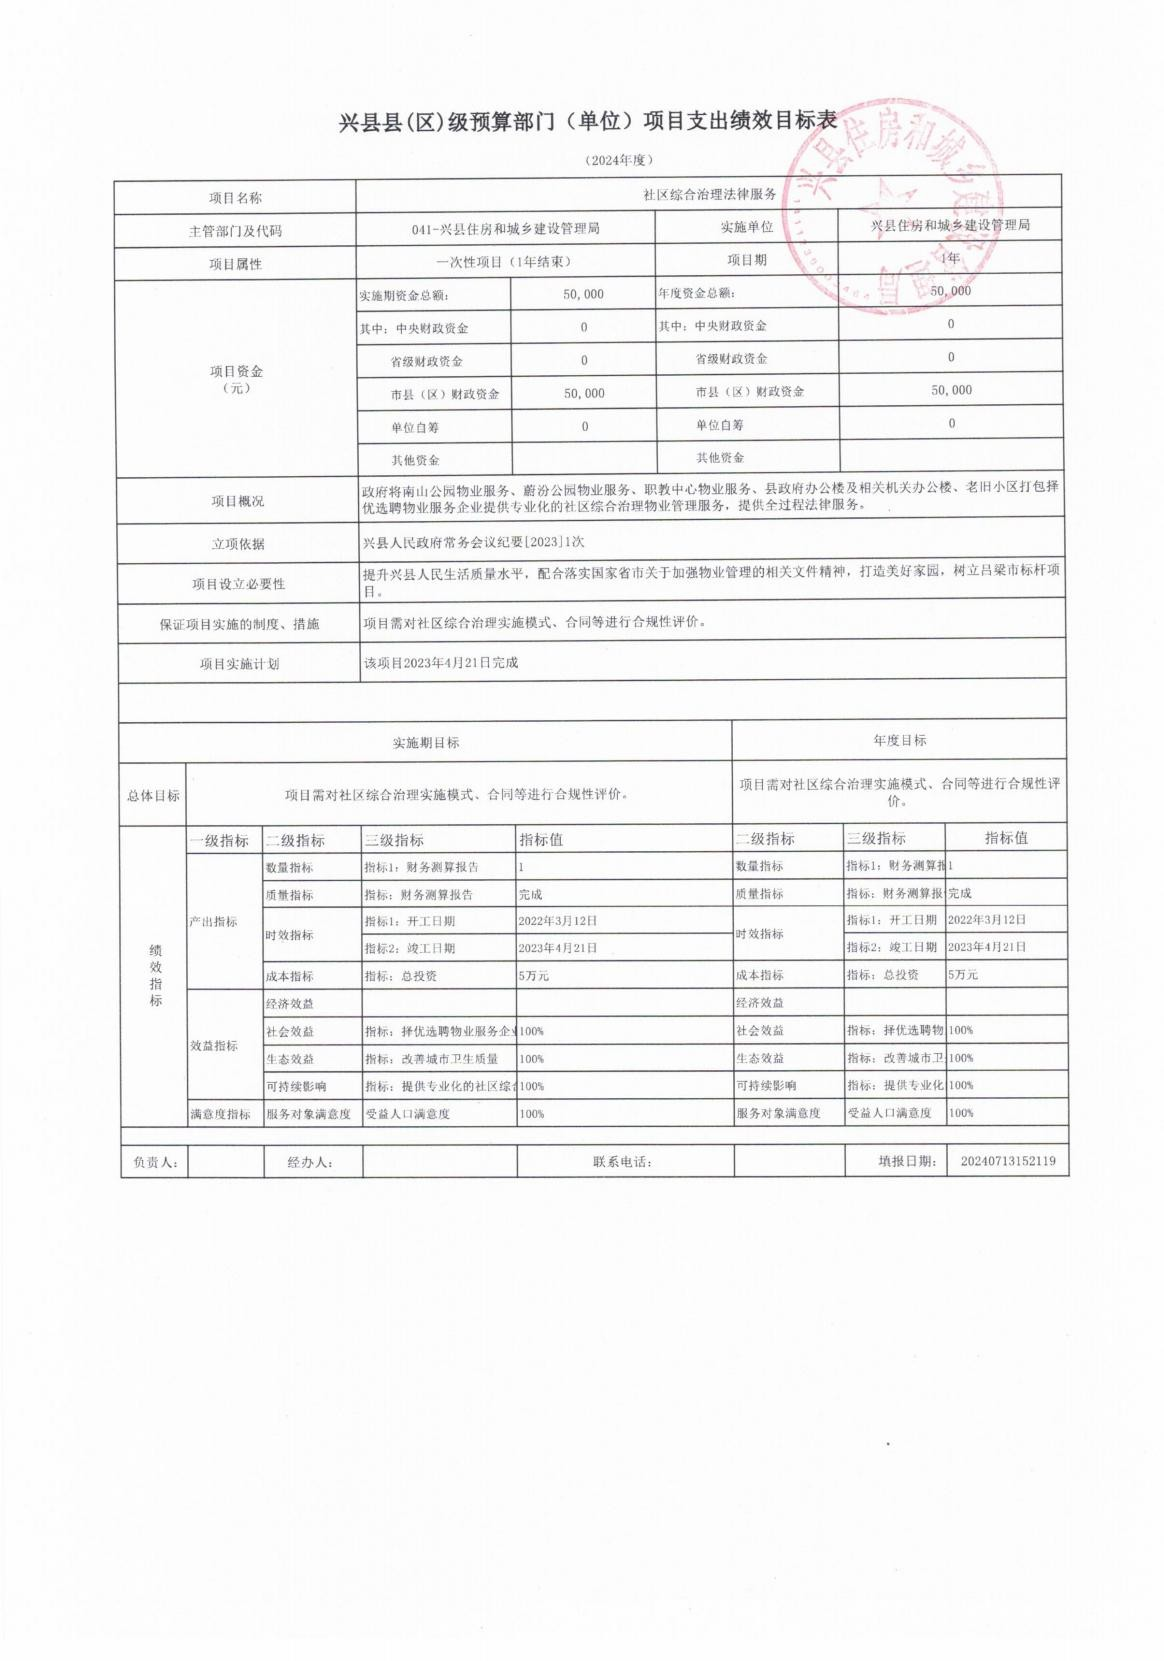 兴县县(区)级预算部门（单位）项目支出绩效目标表
（2024年度）
项目名称 社区综合治理法律服务
主管部门及代码 041-兴县住房和城乡建设管理局 实施单位 兴县住房和城乡建设管理局
项目属性 一次性项目（1年结束） 项目期 1年
项目资金
（元）
实施期资金总额： 50,000 年度资金总额： 50,000
其中：中央财政资金 0 其中：中央财政资金 0
省级财政资金 0 省级财政资金 0
市县（区）财政资金 50,000 市县（区）财政资金 50,000
单位自筹 0 单位自筹 0
其他资金 其他资金
项目概况 政府将南山公园物业服务、蔚汾公园物业服务、职教中心物业服务、县政府办公楼及相关机关办公楼、老旧小区打包择
优选聘物业服务企业提供专业化的社区综合治理物业管理服务，提供全过程法律服务。
立项依据 兴县人民政府常务会议纪要[2023]1次
项目设立必要性 提升兴县人民生活质量水平，配合落实国家省市关于加强物业管理的相关文件精神，打造美好家园，树立吕梁市标杆项
目。
保证项目实施的制度、措施 项目需对社区综合治理实施模式、合同等进行合规性评价。
项目实施计划 该项目2023年4月21日完成
实施期目标 年度目标
总体目标 项目需对社区综合治理实施模式、合同等进行合规性评价。 项目需对社区综合治理实施模式、合同等进行合规性评
价。
绩效指标
一级指标 二级指标 三级指标 指标值 二级指标 三级指标 指标值
产出指标
数量指标 指标1：财务测算报告 1 数量指标 指标1：财务测算报 1
质量指标 指标：财务测算报告 完成 质量指标 指标：财务测算报 完成
时效指标 指标1：开工日期 2022年3月12日 时效指标 指标1：开工日期 2022年3月12日
指标2：竣工日期 2023年4月21日 指标2：竣工日期 2023年4月21日
成本指标 指标：总投资 5万元 成本指标 指标：总投资 5万元
效益指标
经济效益 经济效益
社会效益 指标：择优选聘物业服务企 100% 社会效益 指标：择优选聘物 100%
生态效益 指标：改善城市卫生质量 100% 生态效益 指标：改善城市卫 100%
可持续影响 指标：提供专业化的社区综 100% 可持续影响 指标：提供专业化 100%
满意度指标 服务对象满意度 受益人口满意度 100% 服务对象满意度 受益人口满意度 100%
负责人： 经办人： 联系电话： 填报日期： 20240713152119
兴县住房和城乡建设管理局